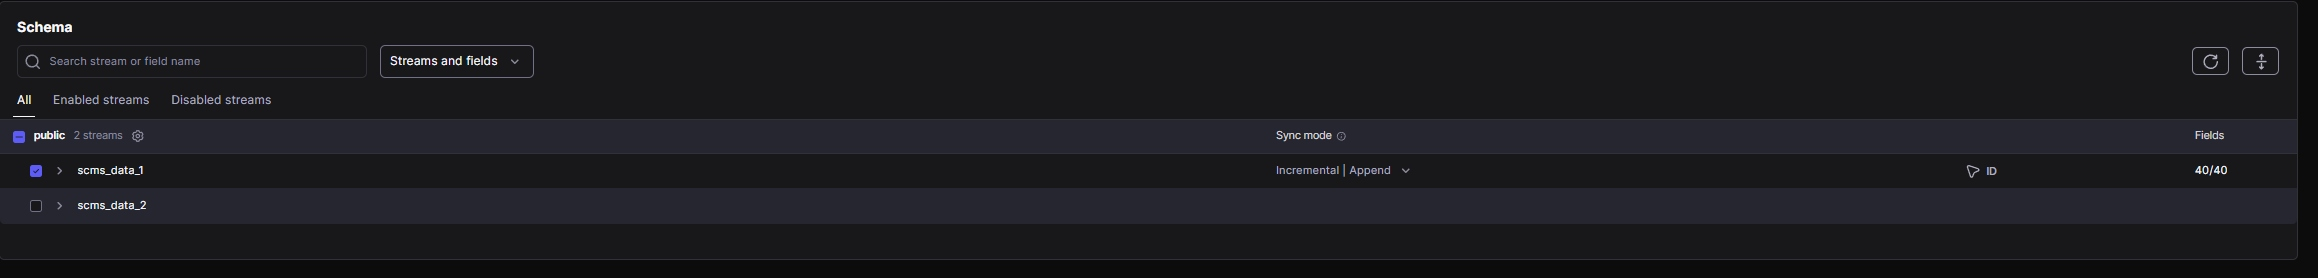 Schema
Search stream or field name
Streams and fields
All Enabled streams Disabled streams
public 2 streams Sync mode Fields
scms_data_1 Incremental | Append ID 40/40
scms_data_2